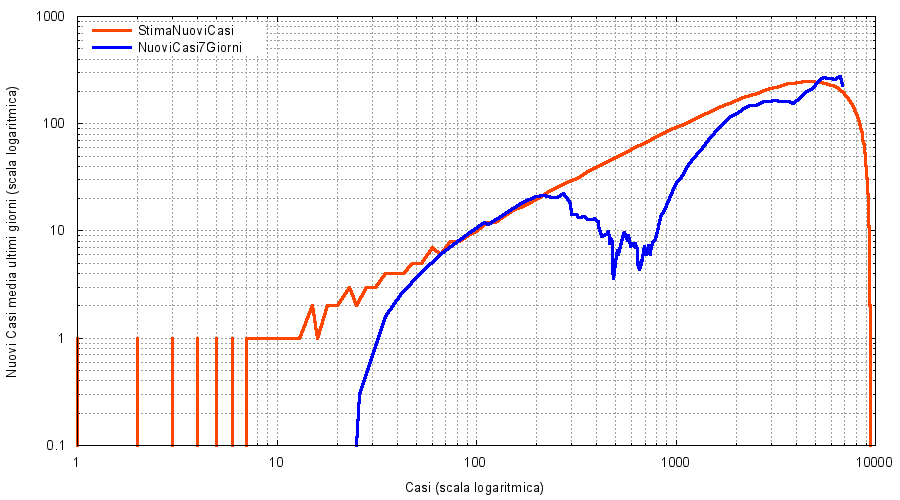 1000
100
10
1
0.1
StimaNuoviCasi
NuoviCasi7Giorni
Nuovi Casi media ultimi giorni (scala logaritmica)
1 10 100 1000 10000
Casi (scala logaritmica)